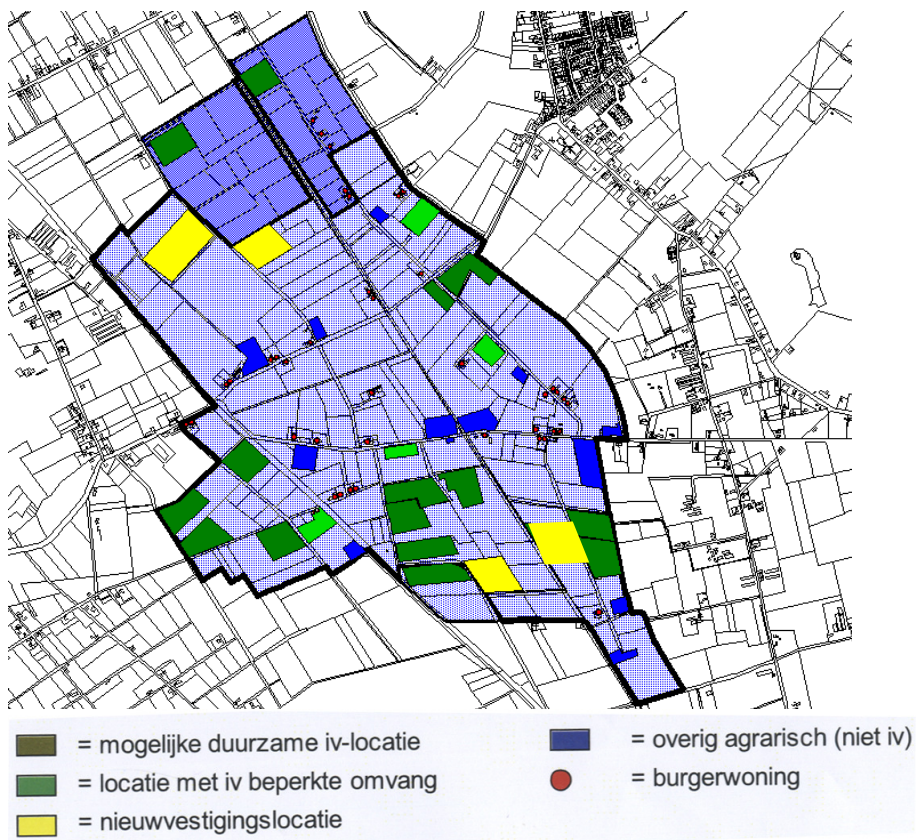 = mogelijke duurzame iv-locatie
= locatie met iv beperkte omvang
= nieuwvestigingslocatie
= overig agrarisch (niet iv)
= burgerwoning